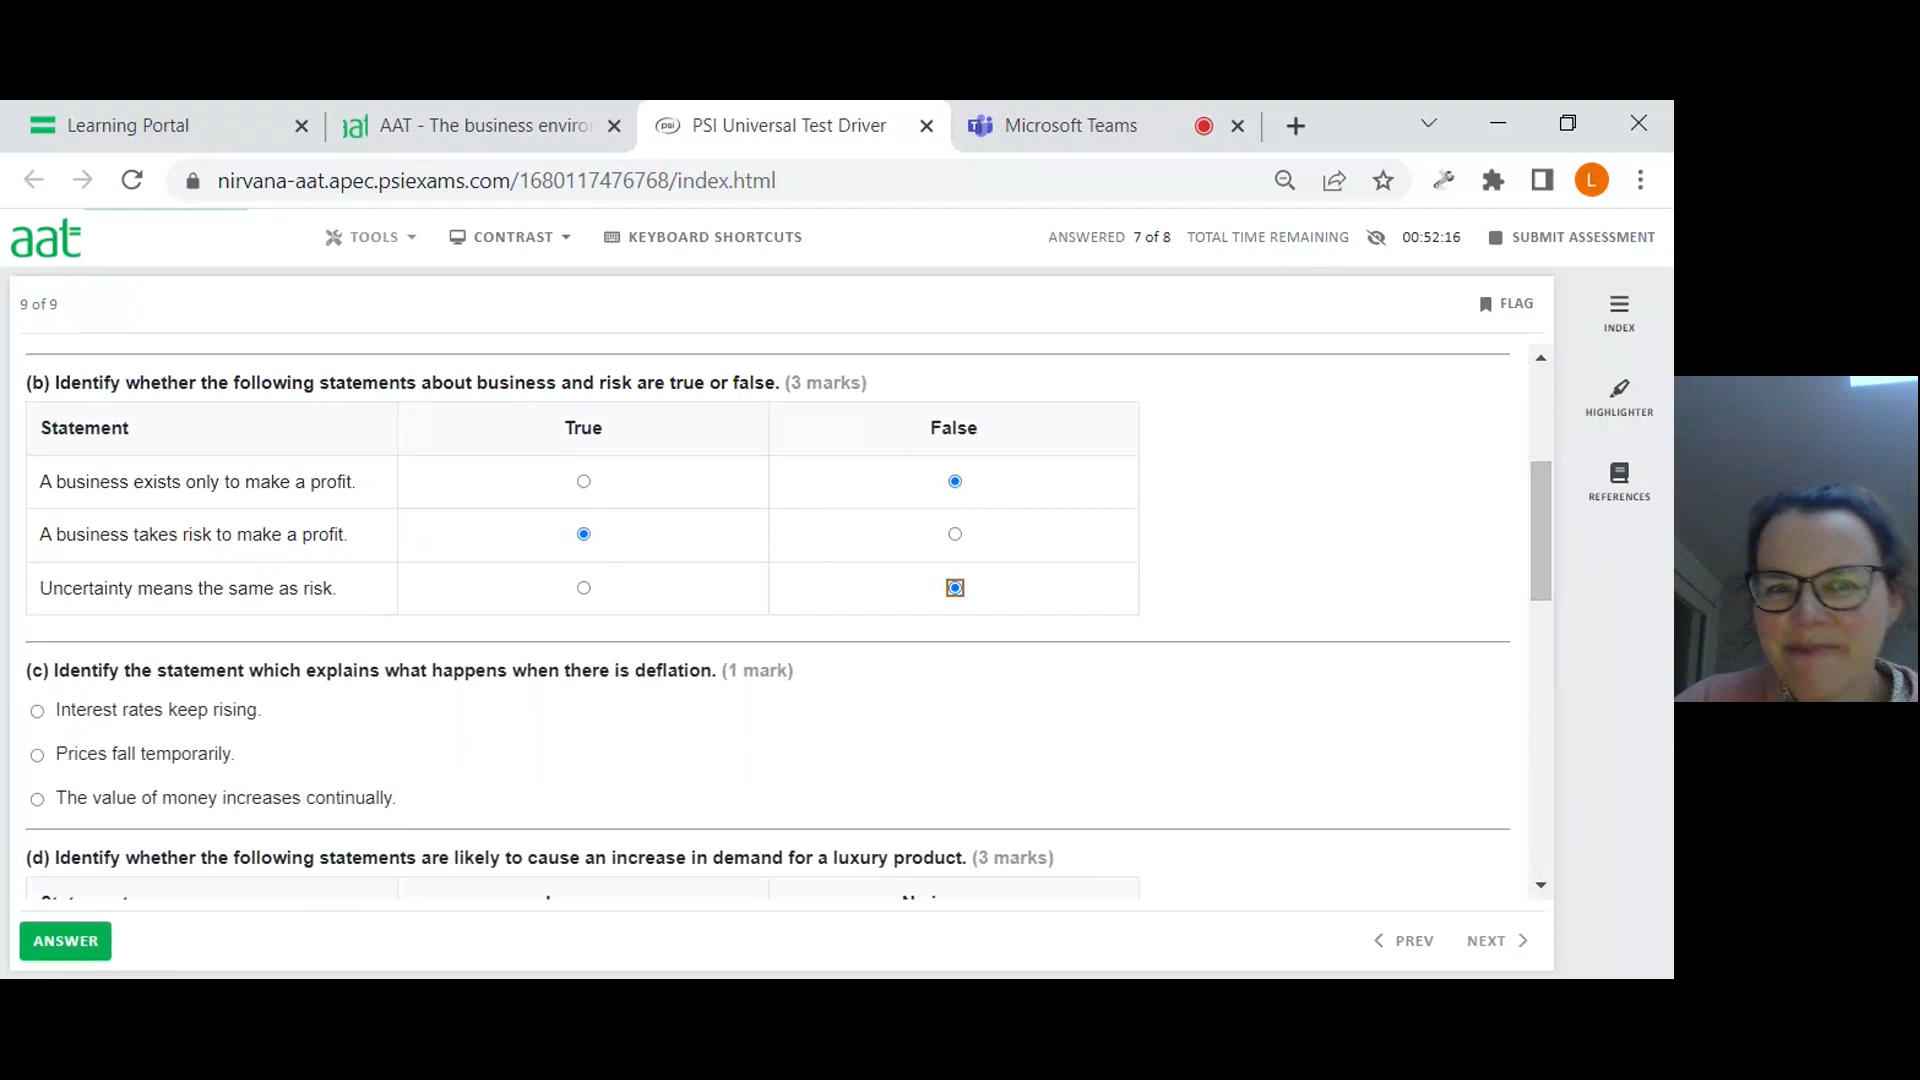 Learning Portal
AAT - The business enviro
psi
PSI Universal Test Driver
Microsoft Teams
nirvana-aat.apec.psiexams.com/1680117476768/index.html
L
aat
TOOLS
CONTRAST
KEYBOARD SHORTCUTS
ANSWERED 7 of 8
TOTAL TIME REMAINING
00:52:16
SUBMIT ASSESSMENT
9 of 9
FLAG
INDEX
HIGHLIGHTER
REFERENCES
(b) Identify whether the following statements about business and risk are true or false. (3 marks)
Statement True False
A business exists only to make a profit.
A business takes risk to make a profit.
Uncertainty means the same as risk.
(c) Identify the statement which explains what happens when there is deflation. (1 mark)
Interest rates keep rising.
Prices fall temporarily.
The value of money increases continually.
(d) Identify whether the following statements are likely to cause an increase in demand for a luxury product. (3 marks)
ANSWER
PREV
NEXT